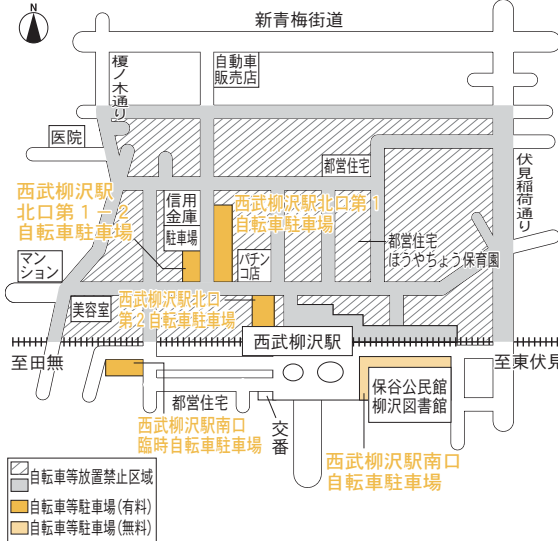 N
新青梅街道
榎ノ木通り
自動車
販売店
医院
都営住宅
伏見稲荷通り
西武柳沢駅
北口第1-2
自転車駐車場
信用
金庫
駐車場
西武柳沢駅北口第1
自転車駐車場
都営住宅
ほうやちょう保育園
マン
ション
パチン
コ店
美容室
西武柳沢駅北口
第2自転車駐車場
西武柳沢駅
至田無
至東伏見
保谷公民館
柳沢図書館
都営住宅
交番
西武柳沢駅南口
臨時自転車駐車場
西武柳沢駅南口
自転車駐車場
自転車等放置禁止区域
自転車等駐車場(有料)
自転車等駐車場(無料)